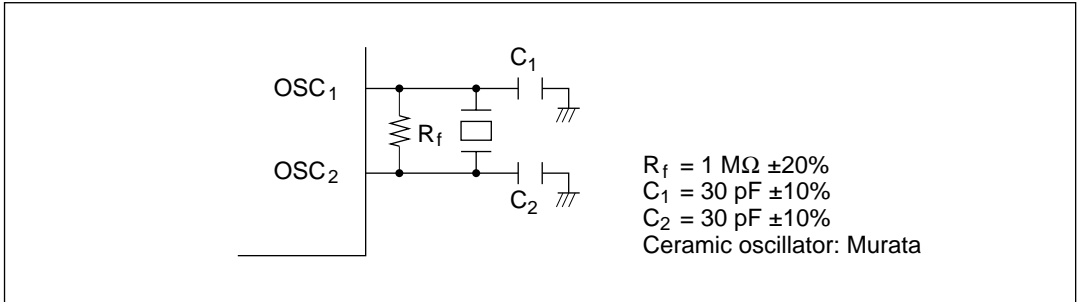 C1
OSC1
Rf
OSC2
C2
Rf = 1 MΩ ±20%
C1 = 30 pF ±10%
C2 = 30 pF ±10%
Ceramic oscillator: Murata